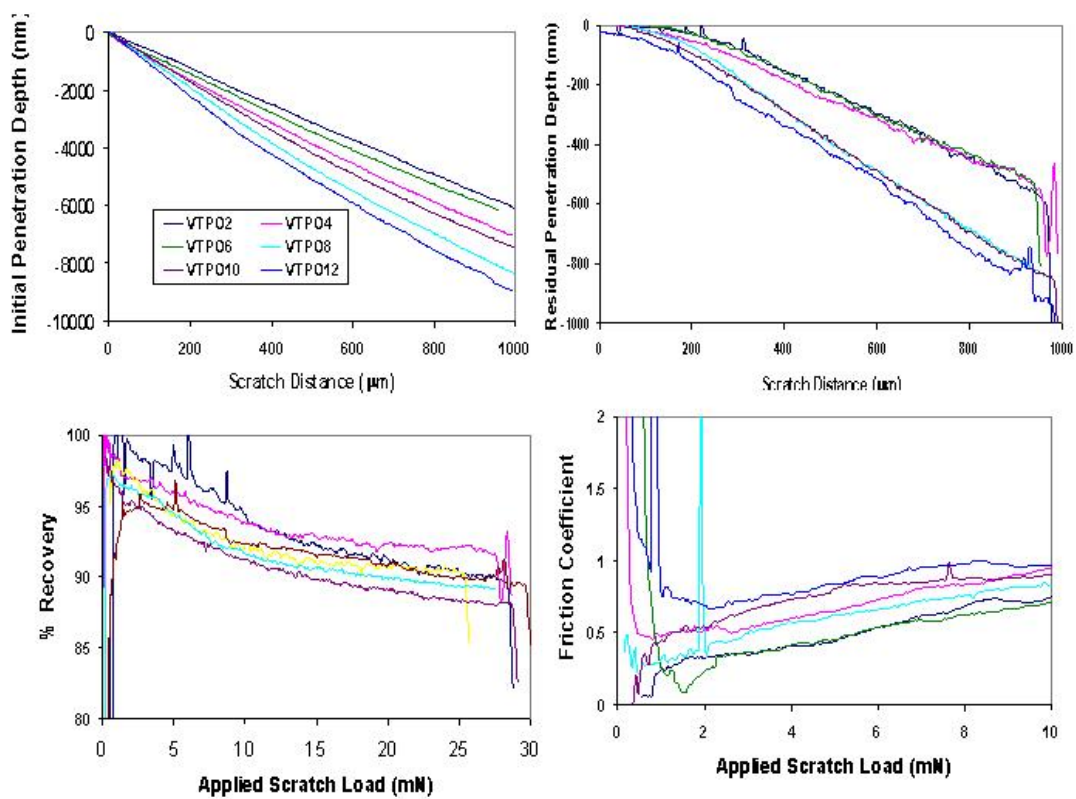 0
-2000
-4000
-6000
-8000
-10000
Initial Penetration Depth (nm)
VTPO2 VTPO4
VTPO6 VTPO8
VTPO10 VTPO12
0 200 400 600 800 1000
Scratch Distance (µm)
0
-200
-400
-600
-800
-1000
Residual Penetration Depth (nm)
0 200 400 600 800 1000
Scratch Distance (µm)
100
95
90
85
80
% Recovery
0 5 10 15 20 25 30
Applied Scratch Load (mN)
2
1.5
1
0.5
0
Friction Coefficient
0 2 4 6 8 10
Applied Scratch Load (mN)